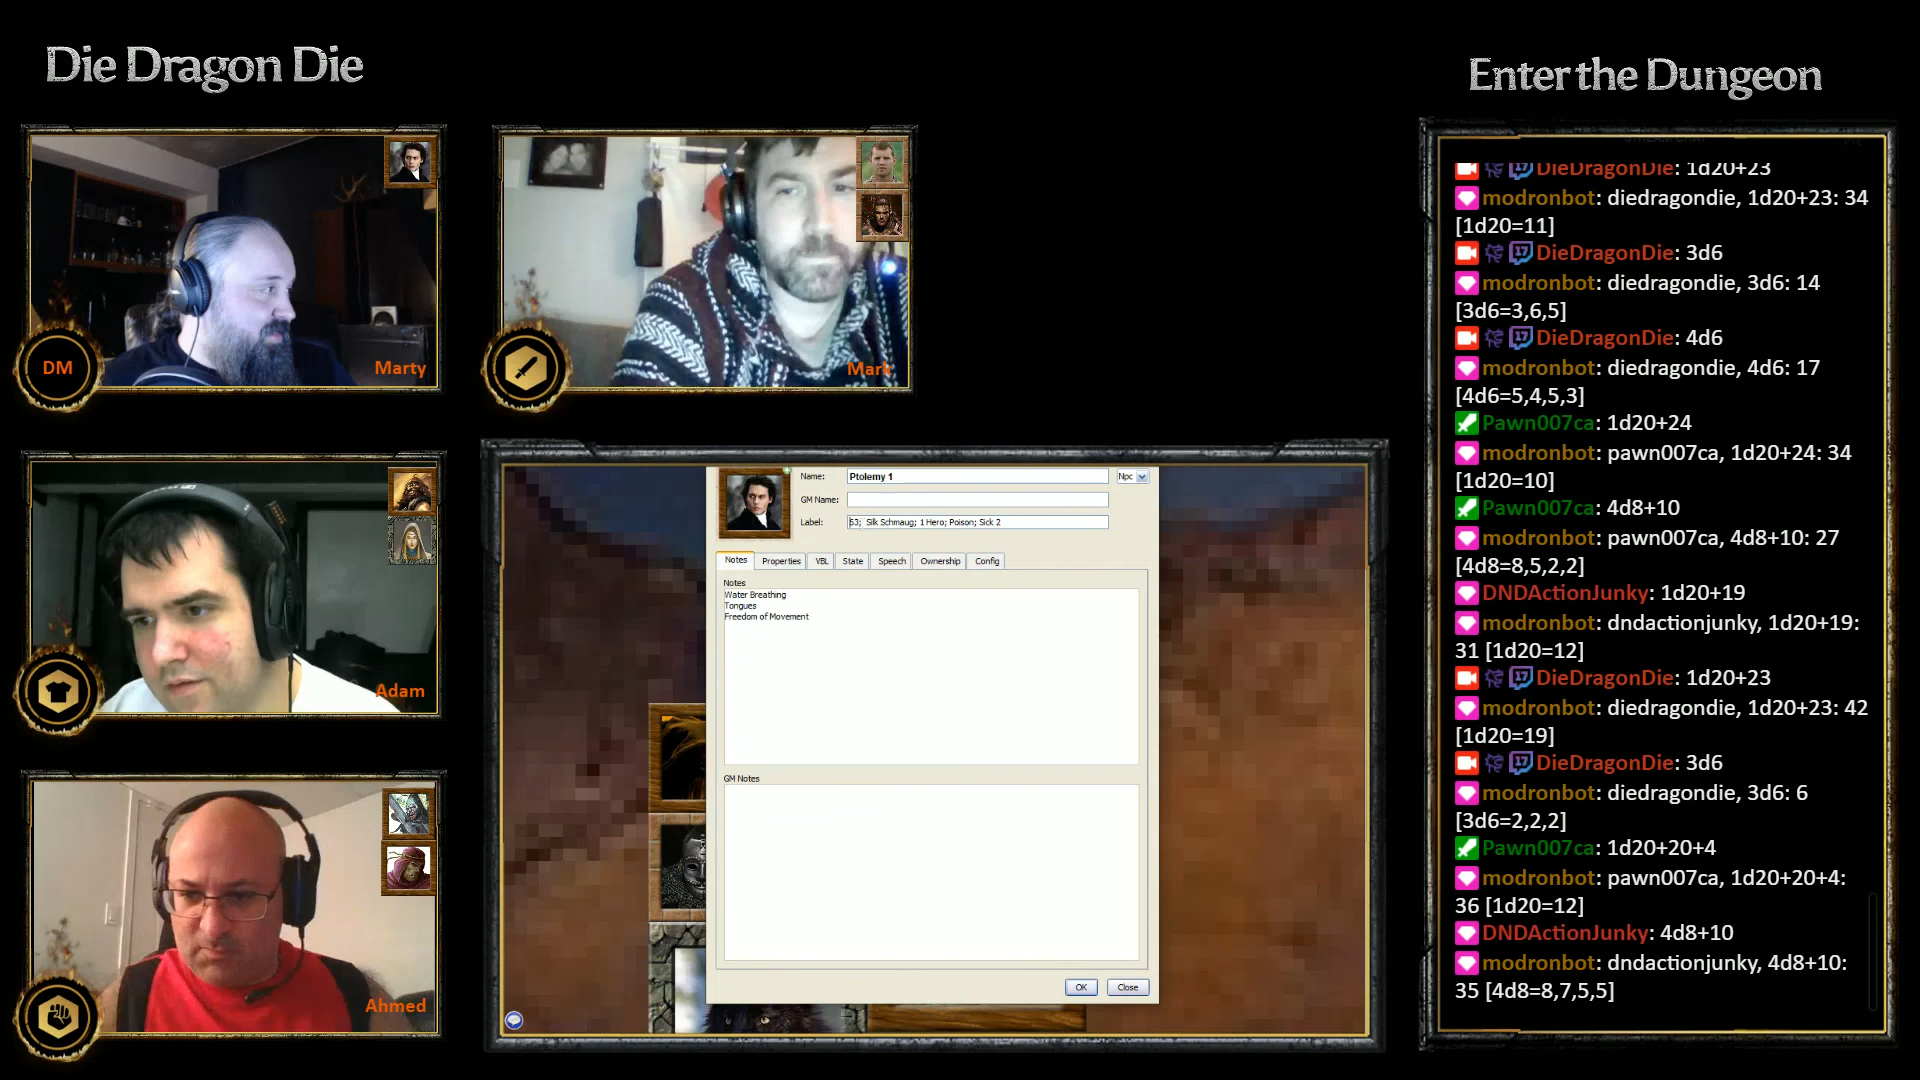 Die Dragon Die
Enter the Dungeon
DM
Marty
Mark
Adam
Ahmed
Name:
Ptolemy 1
Npc
GM Name:
Label:
53; Silk Schmaug; 1 Hero; Poison; Sick 2
Notes
Properties
VBL
State
Speech
Ownership
Config
Notes
Water Breathing
Tongues
Freedom of Movement
GM Notes
OK
Close
DieDragonDie: 1d20+23
modronbot: diedragondie, 1d20+23: 34
[1d20=11]
DieDragonDie: 3d6
modronbot: diedragondie, 3d6: 14
[3d6=3,6,5]
DieDragonDie: 4d6
modronbot: diedragondie, 4d6: 17
[4d6=5,4,5,3]
Pawn007ca: 1d20+24
modronbot: pawn007ca, 1d20+24: 34
[1d20=10]
Pawn007ca: 4d8+10
modronbot: pawn007ca, 4d8+10: 27
[4d8=8,5,2,2]
DNDActionJunky: 1d20+19
modronbot: dndactionjunky, 1d20+19:
31 [1d20=12]
DieDragonDie: 1d20+23
modronbot: diedragondie, 1d20+23: 42
[1d20=19]
DieDragonDie: 3d6
modronbot: diedragondie, 3d6: 6
[3d6=2,2,2]
Pawn007ca: 1d20+20+4
modronbot: pawn007ca, 1d20+20+4:
36 [1d20=12]
DNDActionJunky: 4d8+10
modronbot: dndactionjunky, 4d8+10:
35 [4d8=8,7,5,5]